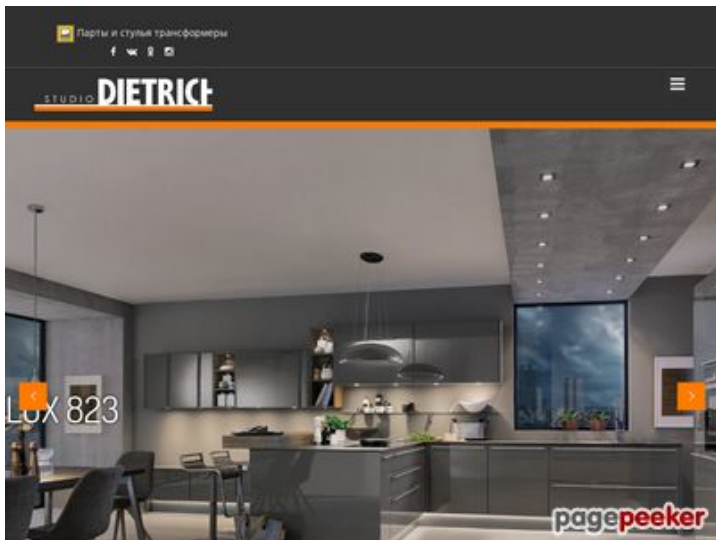 Парты и стулья трансформеры
STUDIO DIETRICH
LUX 823
pagepeeker